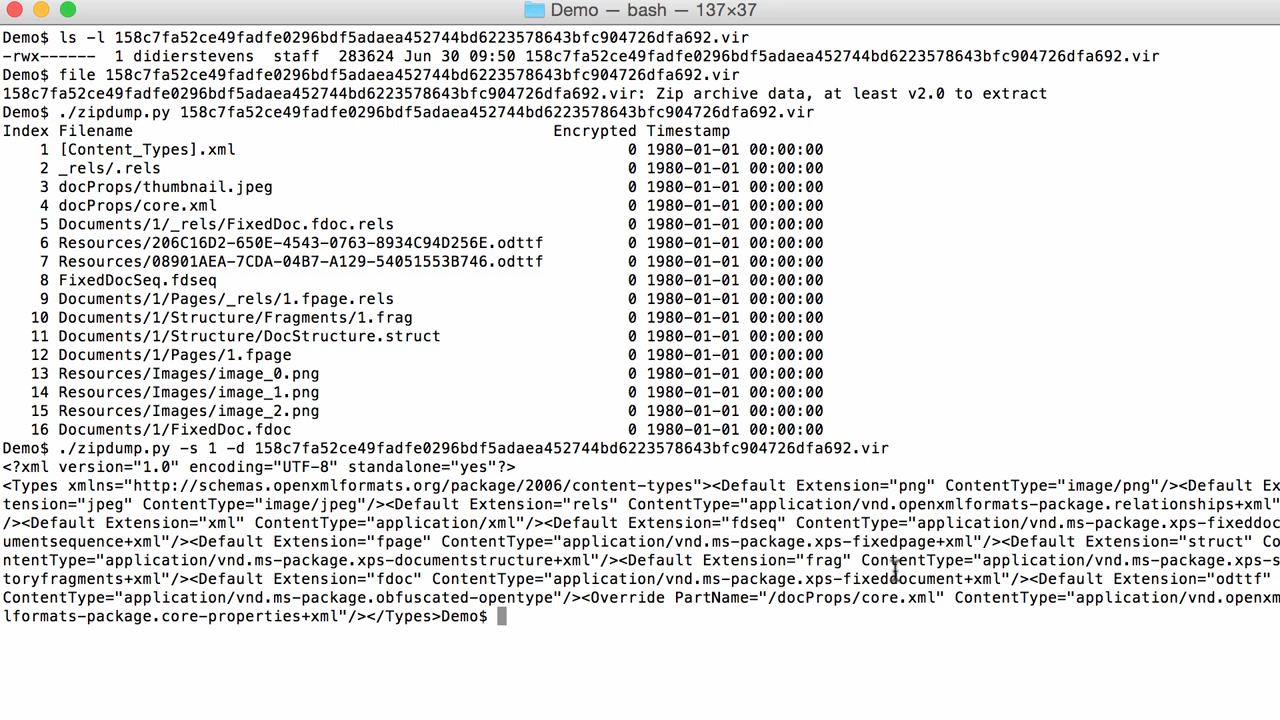 Demo — bash — 137×37
Demo$ ls -l 158c7fa52ce49fadfe0296bdf5adaea452744bd6223578643bfc904726dfa692.vir
-rwx------  1 didierstevens  staff  283624 Jun 30 09:50 158c7fa52ce49fadfe0296bdf5adaea452744bd6223578643bfc904726dfa692.vir
Demo$ file 158c7fa52ce49fadfe0296bdf5adaea452744bd6223578643bfc904726dfa692.vir
158c7fa52ce49fadfe0296bdf5adaea452744bd6223578643bfc904726dfa692.vir: Zip archive data, at least v2.0 to extract
Demo$ ./zipdump.py 158c7fa52ce49fadfe0296bdf5adaea452744bd6223578643bfc904726dfa692.vir
Index Filename Encrypted Timestamp
1 [Content_Types].xml 0 1980-01-01 00:00:00
2 _rels/.rels 0 1980-01-01 00:00:00
3 docProps/thumbnail.jpeg 0 1980-01-01 00:00:00
4 docProps/core.xml 0 1980-01-01 00:00:00
5 Documents/1/_rels/FixedDoc.fdoc.rels 0 1980-01-01 00:00:00
6 Resources/206C16D2-650E-4543-0763-8934C94D256E.odttf 0 1980-01-01 00:00:00
7 Resources/08901AEA-7CDA-04B7-A129-54051553B746.odttf 0 1980-01-01 00:00:00
8 FixedDocSeq.fdseq 0 1980-01-01 00:00:00
9 Documents/1/Pages/_rels/1.fpage.rels 0 1980-01-01 00:00:00
10 Documents/1/Structure/Fragments/1.frag 0 1980-01-01 00:00:00
11 Documents/1/Structure/DocStructure.struct 0 1980-01-01 00:00:00
12 Documents/1/Pages/1.fpage 0 1980-01-01 00:00:00
13 Resources/Images/image_0.png 0 1980-01-01 00:00:00
14 Resources/Images/image_1.png 0 1980-01-01 00:00:00
15 Resources/Images/image_2.png 0 1980-01-01 00:00:00
16 Documents/1/FixedDoc.fdoc 0 1980-01-01 00:00:00
Demo$ ./zipdump.py -s 1 -d 158c7fa52ce49fadfe0296bdf5adaea452744bd6223578643bfc904726dfa692.vir
<?xml version="1.0" encoding="UTF-8" standalone="yes"?>
<Types xmlns="http://schemas.openxmlformats.org/package/2006/content-types"><Default Extension="png" ContentType="image/png"/><Default Ex
tension="jpeg" ContentType="image/jpeg"/><Default Extension="rels" ContentType="application/vnd.openxmlformats-package.relationships+xml"
/><Default Extension="xml" ContentType="application/xml"/><Default Extension="fdseq" ContentType="application/vnd.ms-package.xps-fixeddoc
umentsequence+xml"/><Default Extension="fpage" ContentType="application/vnd.ms-package.xps-fixedpage+xml"/><Default Extension="struct" Co
ntentType="application/vnd.ms-package.xps-documentstructure+xml"/><Default Extension="frag" ContentType="application/vnd.ms-package.xps-s
toryfragments+xml"/><Default Extension="fdoc" ContentType="application/vnd.ms-package.xps-fixeddocument+xml"/><Default Extension="odttf" 
ContentType="application/vnd.ms-package.obfuscated-opentype"/><Override PartName="/docProps/core.xml" ContentType="application/vnd.openxm
lformats-package.core-properties+xml"/></Types>Demo$